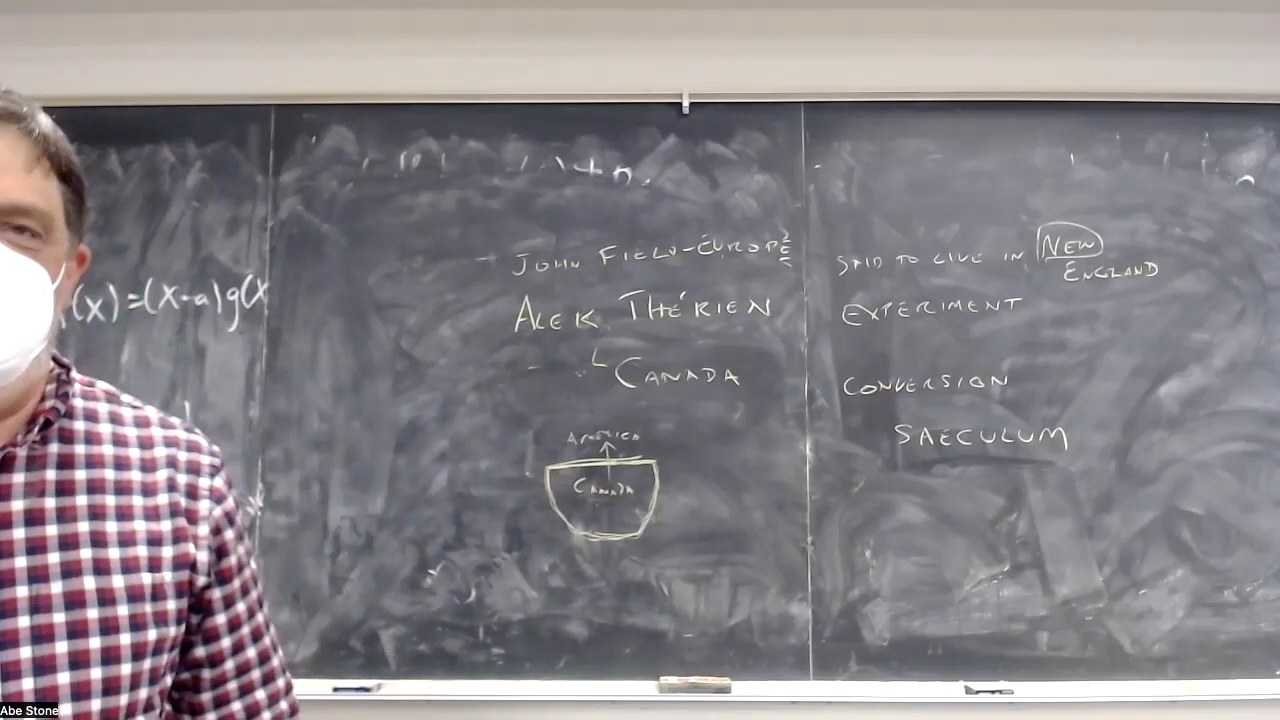 (x)=(x-a)g(x
JOHN FIELD-EUROPE
ALEK THÉRIEN
CANADA
AMERICA
CANADA
SAID TO LIVE IN NEW
ENGLAND
EXPERIMENT
CONVERSION
SAECULUM
Abe Stone